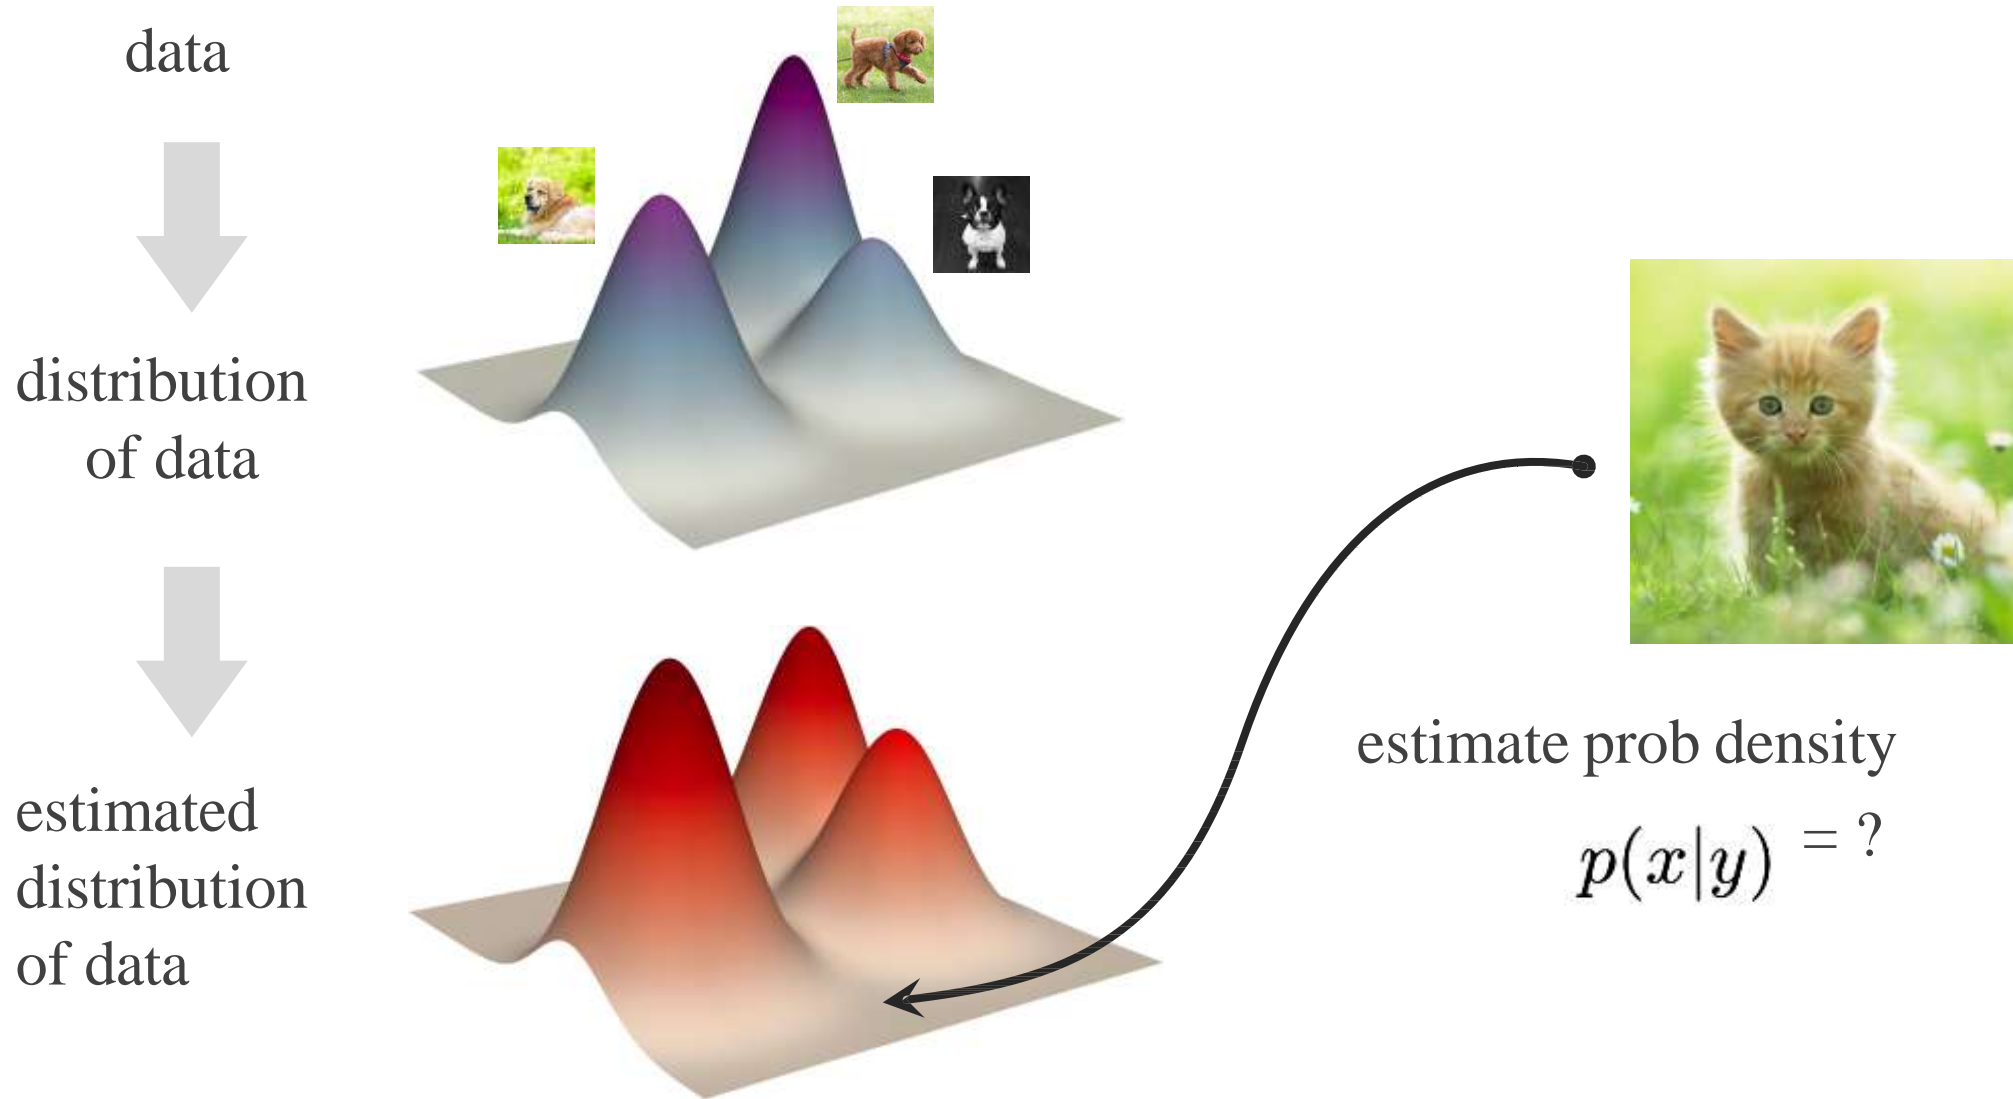 data
distribution
of data
estimated
distribution
of data
estimate prob density
p(x|y) = ?